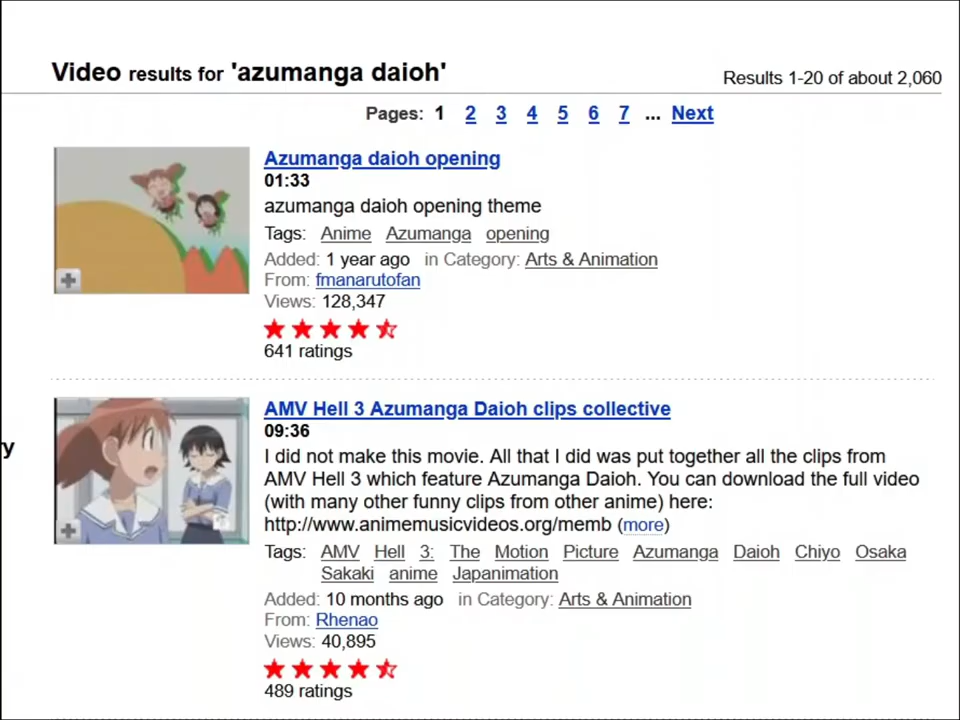 Video results for 'azumanga daioh'
Results 1-20 of about 2,060
Pages: 1 2 3 4 5 6 7 ... Next
Azumanga daioh opening
01:33
azumanga daioh opening theme
Tags: Anime Azumanga opening
Added: 1 year ago in Category: Arts & Animation
From: fmanarutofan
Views: 128,347
641 ratings
AMV Hell 3 Azumanga Daioh clips collective
09:36
ry
I did not make this movie. All that I did was put together all the clips from
AMV Hell 3 which feature Azumanga Daioh. You can download the full video
(with many other funny clips from other anime) here:
http://www.animemusicvideos.org/memb (more)
Tags: AMV Hell 3: The Motion Picture Azumanga Daioh Chiyo Osaka
Sakaki anime Japanimation
Added: 10 months ago in Category: Arts & Animation
From: Rhenao
Views: 40,895
489 ratings